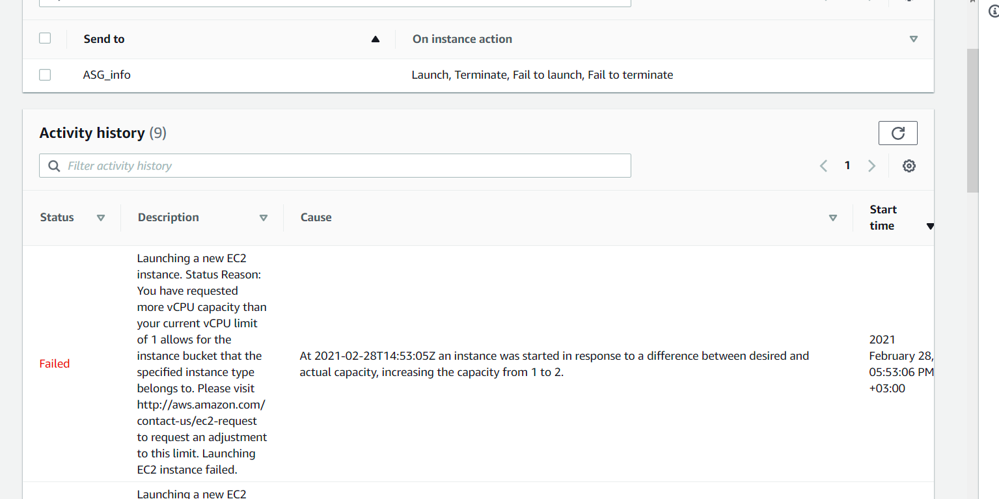 Send to
On instance action
ASG_info
Launch, Terminate, Fail to launch, Fail to terminate
Activity history (9)
Filter activity history
1
Status
Description
Cause
Start
time
Failed
Launching a new EC2
instance. Status Reason:
You have requested
more vCPU capacity than
your current vCPU limit
of 1 allows for the
instance bucket that the
specified instance type
belongs to. Please visit
http://aws.amazon.com/
contact-us/ec2-request
to request an adjustment
to this limit. Launching
EC2 instance failed.
At 2021-02-28T14:53:05Z an instance was started in response to a difference between desired and
actual capacity, increasing the capacity from 1 to 2.
2021
February 28,
05:53:06 PM
+03:00
Launching a new EC2